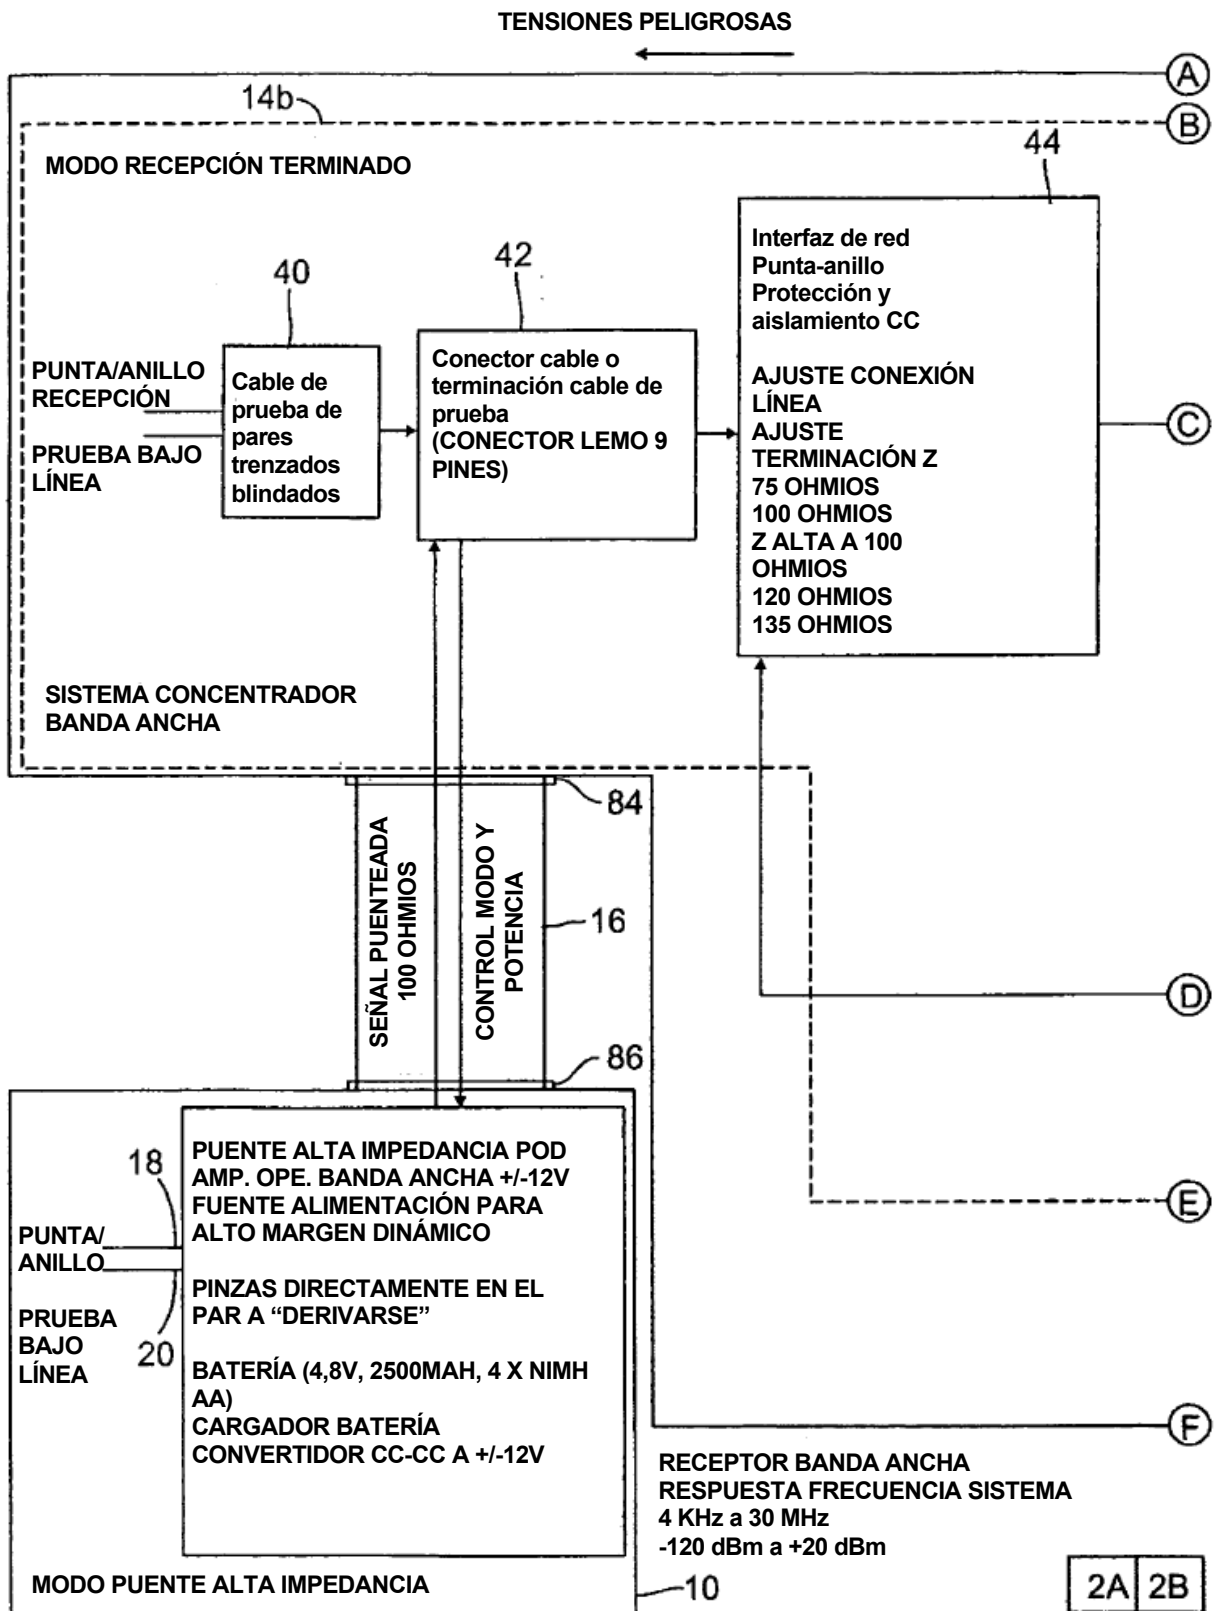 TENSIONES PELIGROSAS
A
14b
B
MODO RECEPCIÓN TERMINADO
44
Interfaz de red
Punta-anillo
Protección y
aislamiento CC
AJUSTE CONEXIÓN
LÍNEA
AJUSTE
TERMINACIÓN Z
75 OHMIOS
100 OHMIOS
Z ALTA A 100
OHMIOS
120 OHMIOS
135 OHMIOS
42
Conector cable o
terminación cable de
prueba
(CONECTOR LEMO 9
PINES)
40
Cable de
prueba de
pares
trenzados
blindados
PUNTA/ANILLO
RECEPCIÓN
PRUEBA BAJO
LÍNEA
C
SISTEMA CONCENTRADOR
BANDA ANCHA
84
SEÑAL PUENTEADA
100 OHMIOS
CONTROL MODO Y
POTENCIA
16
D
86
PUENTE ALTA IMPEDANCIA POD
AMP. OPE. BANDA ANCHA +/-12V
FUENTE ALIMENTACIÓN PARA
ALTO MARGEN DINÁMICO
PINZAS DIRECTAMENTE EN EL
PAR A “DERIVARSE”
BATERÍA (4,8V, 2500MAH, 4 X NIMH
AA)
CARGADOR BATERÍA
CONVERTIDOR CC-CC A +/-12V
18
PUNTA/
ANILLO
PRUEBA
BAJO
LÍNEA
20
E
F
RECEPTOR BANDA ANCHA
RESPUESTA FRECUENCIA SISTEMA
4 KHz a 30 MHz
-120 dBm a +20 dBm
MODO PUENTE ALTA IMPEDANCIA
10
2A 2B